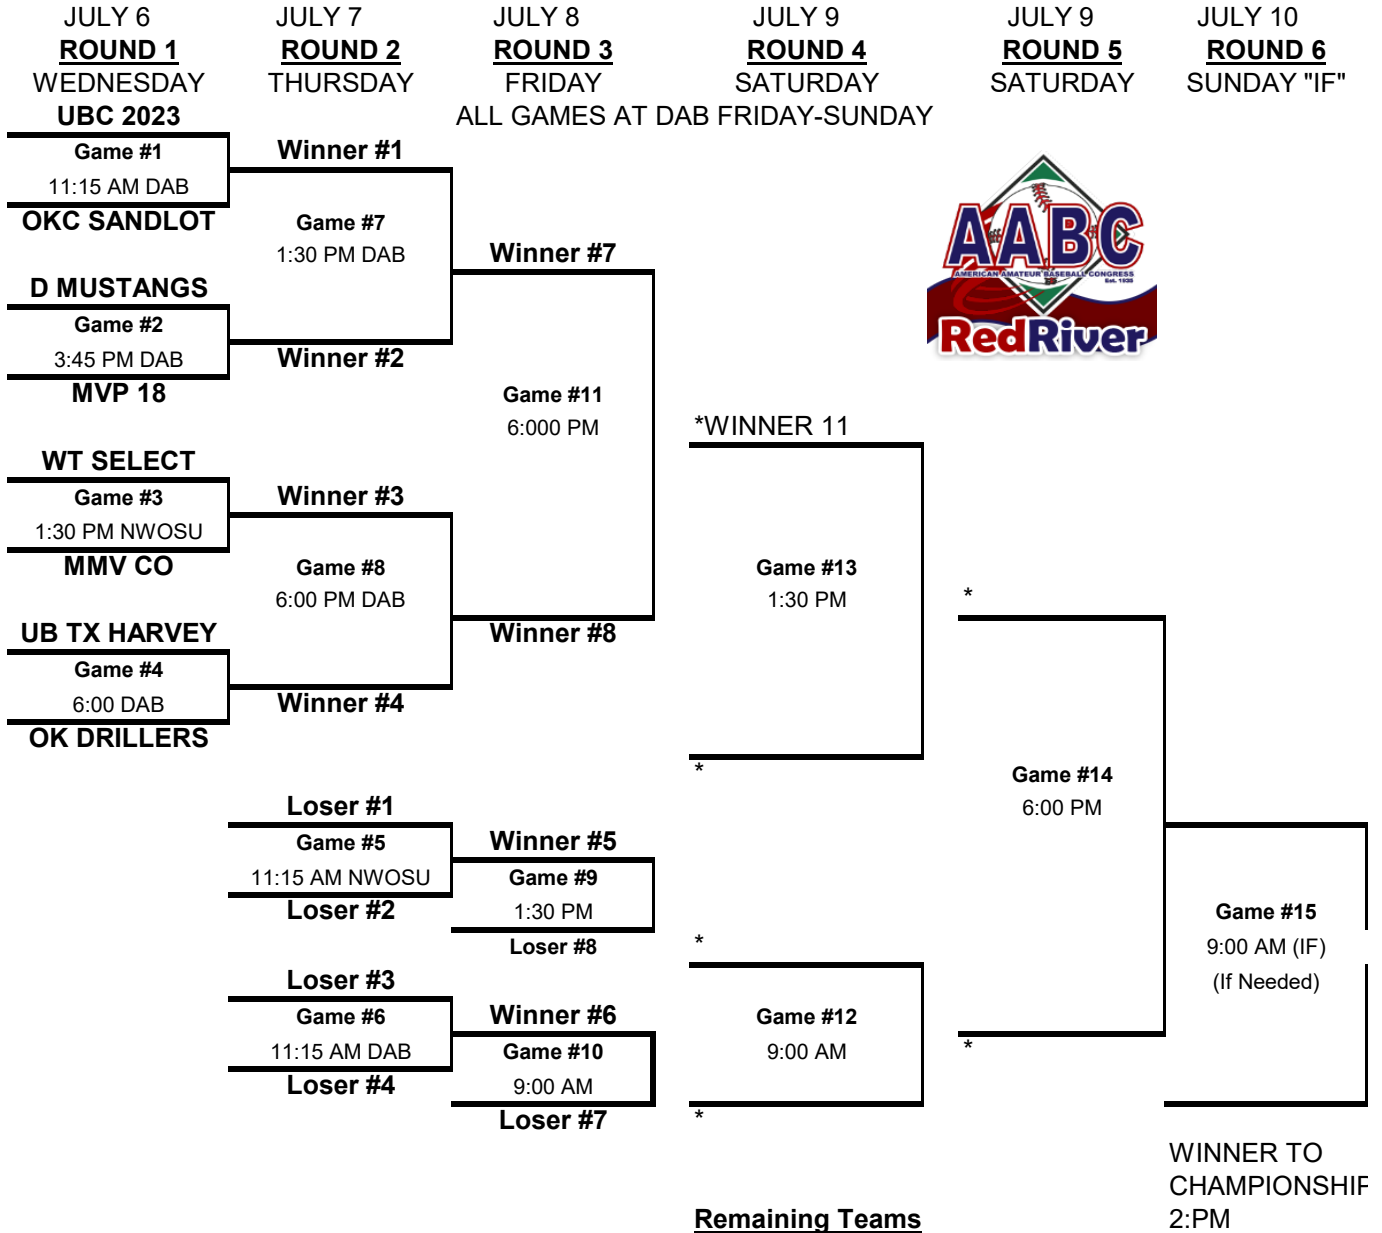 JULY 6 JULY 7 JULY 8 JULY 9 JULY 9 JULY 10
ROUND 1 ROUND 2 ROUND 3 ROUND 4 ROUND 5 ROUND 6
WEDNESDAY THURSDAY FRIDAY SATURDAY SATURDAY SUNDAY "IF"
UBC 2023 ALL GAMES AT DAB FRIDAY-SUNDAY
Game #1 Winner #1
11:15 AM DAB
OKC SANDLOT Game #7
1:30 PM DAB Winner #7
AABC
AMERICAN AMATEUR BASEBALL CONGRESS
Est. 1935
D MUSTANGS
Game #2
RedRiver
3:45 PM DAB Winner #2
MVP 18 Game #11
6:000 PM *WINNER 11
WT SELECT
Game #3 Winner #3
1:30 PM NWOSU
MMV CO Game #8 Game #13
6:00 PM DAB 1:30 PM *
UB TX HARVEY Winner #8
Game #4
6:00 DAB Winner #4
OK DRILLERS
* Game #14
Loser #1 6:00 PM
Game #5 Winner #5
11:15 AM NWOSU Game #9
Loser #2 1:30 PM Game #15
Loser #8 * 9:00 AM (IF)
Loser #3 (If Needed)
Game #6 Winner #6 Game #12
11:15 AM DAB Game #10 9:00 AM *
Loser #4 9:00 AM
Loser #7 *
WINNER TO
CHAMPIONSHIP
Remaining Teams 2:PM